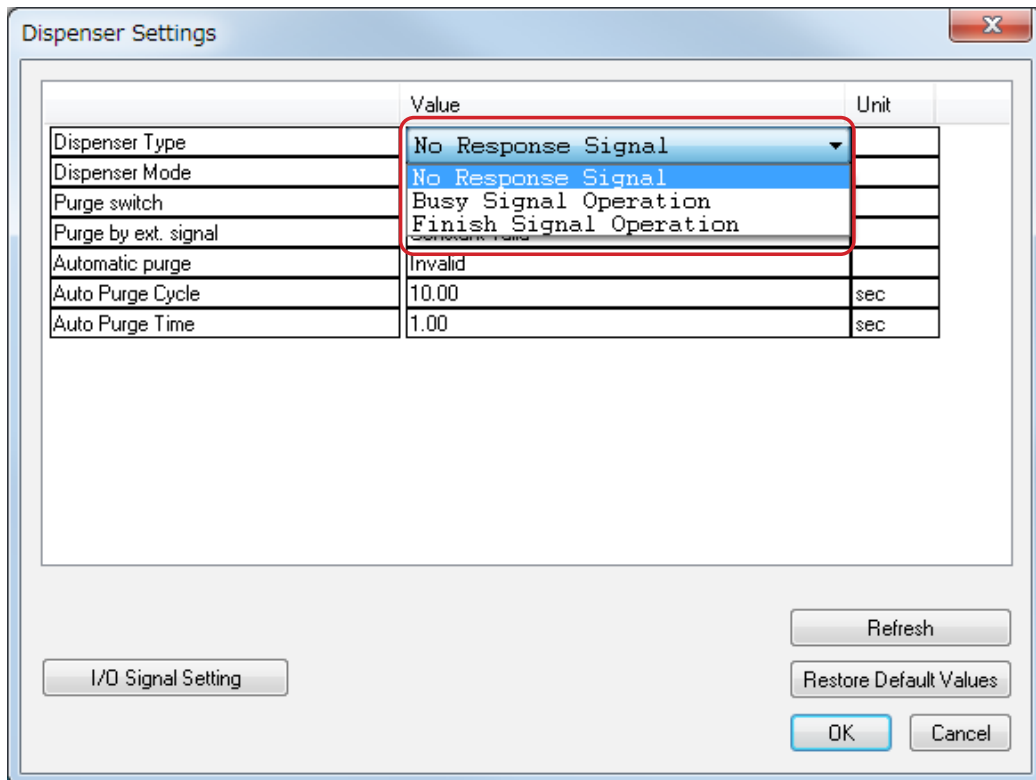 Dispenser Settings
Value Unit
Dispenser Type No Response Signal
Dispenser Mode No Response Signal
Purge switch Busy Signal Operation
Purge by ext. signal Finish Signal Operation
Automatic purge Invalid
Auto Purge Cycle 10.00 sec
Auto Purge Time 1.00 sec
Refresh
I/O Signal Setting Restore Default Values
OK Cancel